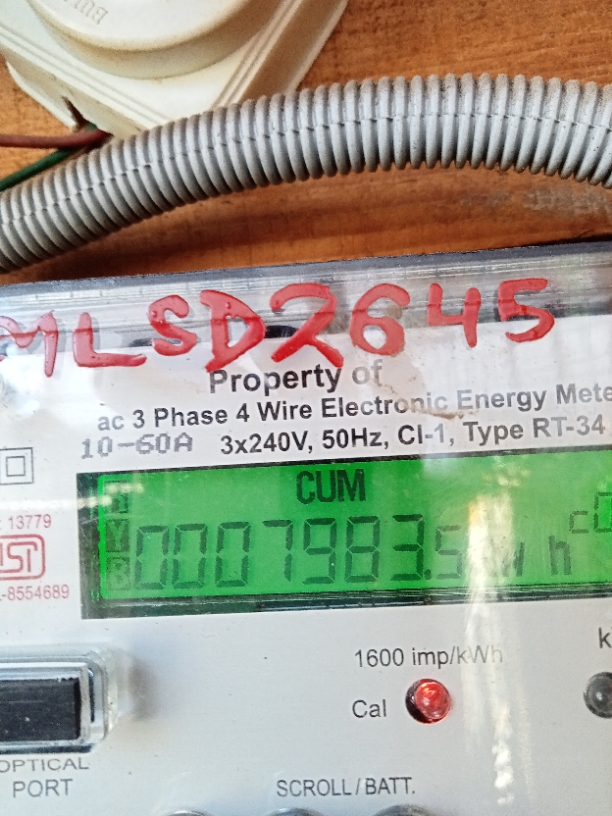 MLSD2645
Property of
ac 3 Phase 4 Wire Electronic Energy Mete
10-60A 3x240V, 50Hz, Cl-1, Type RT-34
13779
-8554689
CUM
R
Y
B
0007983.5
h
1600 imp/kWh
k
Cal
OPTICAL
PORT
SCROLL/BATT.